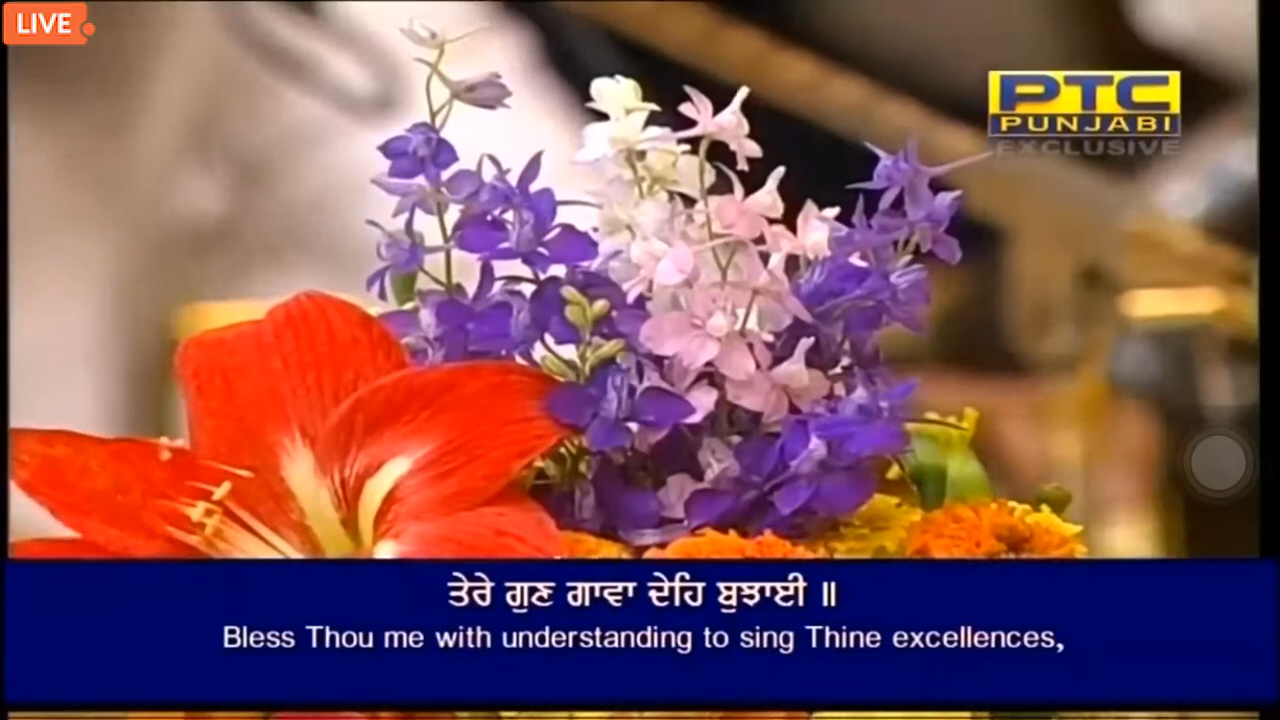 LIVE
PTC
PUNJABI
EXCLUSIVE
ਤੇਰੇ ਗੁਣ ਗਾਵਾ ਦੇਹਿ ਬੁਝਾਈ ॥
Bless Thou me with understanding to sing Thine excellences,